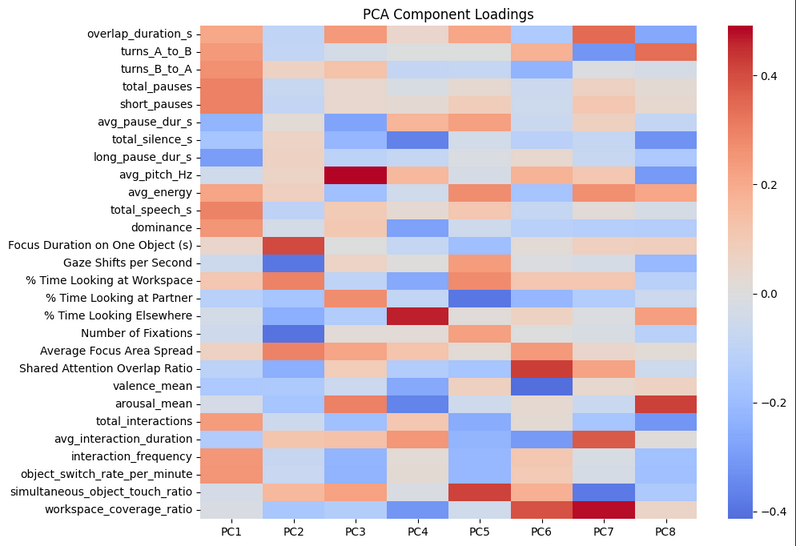 PCA Component Loadings
overlap_duration_s
turns_A_to_B
turns_B_to_A
total_pauses
short_pauses
avg_pause_dur_s
total_silence_s
long_pause_dur_s
avg_pitch_Hz
avg_energy
total_speech_s
dominance
Focus Duration on One Object (s)
Gaze Shifts per Second
% Time Looking at Workspace
% Time Looking at Partner
% Time Looking Elsewhere
Number of Fixations
Average Focus Area Spread
Shared Attention Overlap Ratio
valence_mean
arousal_mean
total_interactions
avg_interaction_duration
interaction_frequency
object_switch_rate_per_minute
simultaneous_object_touch_ratio
workspace_coverage_ratio
PC1 PC2 PC3 PC4 PC5 PC6 PC7 PC8
0.4
0.2
0.0
−0.2
−0.4